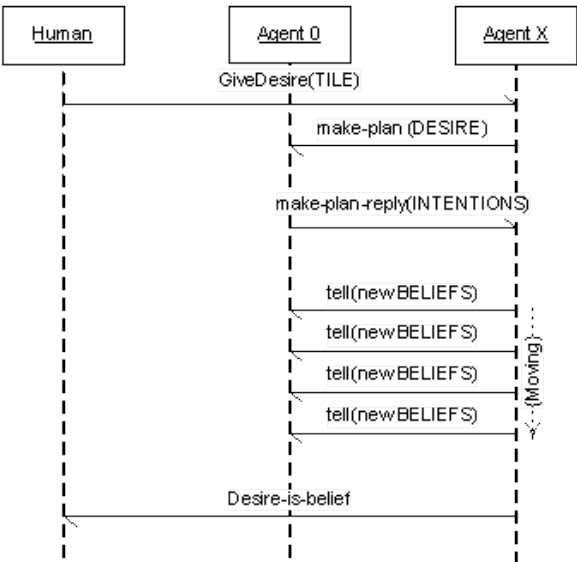 Human
Agent 0
Agent X
GiveDesire(TILE)
make-plan (DESIRE)
make-plan-reply(INTENTIONS)
tell(newBELIEFS)
tell(newBELIEFS)
tell(newBELIEFS)
tell(newBELIEFS)
{Moving}
Desire-is-belief